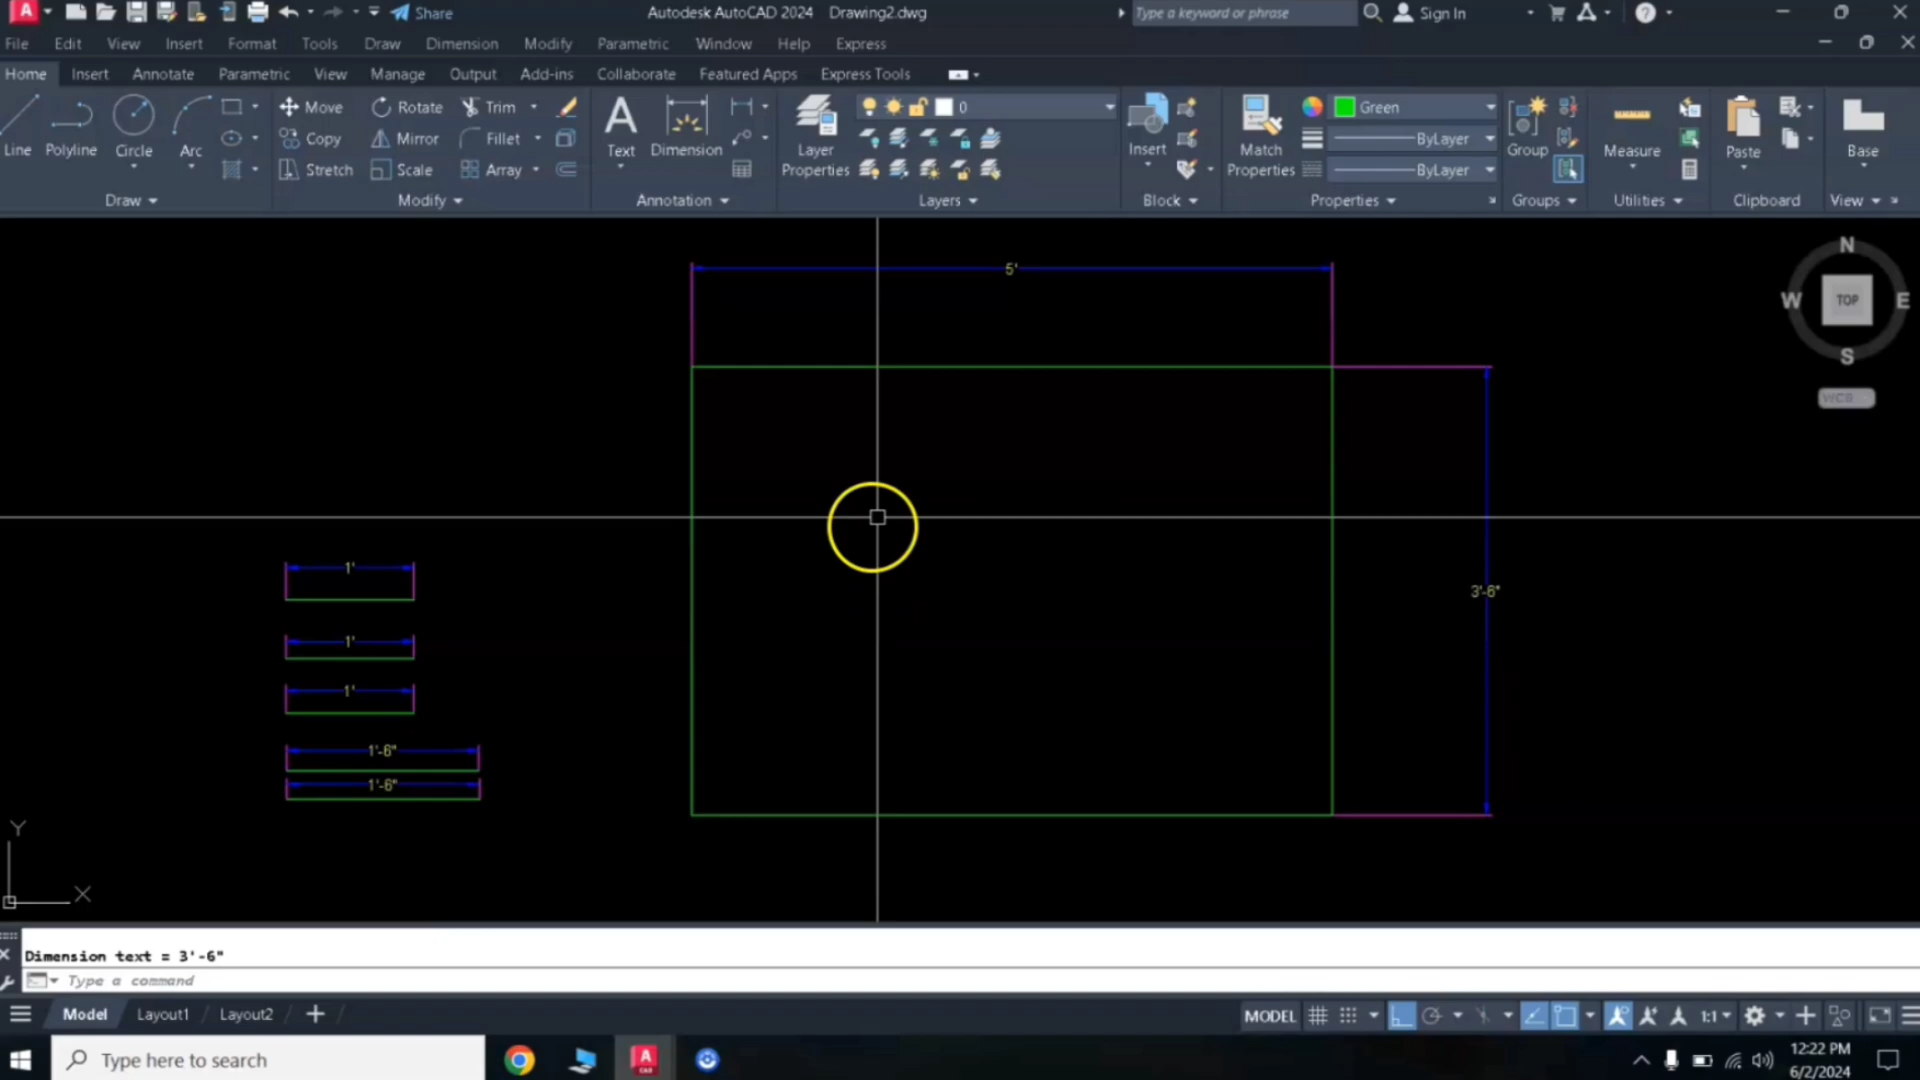 Share
Autodesk AutoCAD 2024 Drawing2.dwg
Type a keyword or phrase
Sign In
File Edit View Insert Format Tools Draw Dimension Modify Parametric Window Help Express
Home Insert Annotate Parametric View Manage Output Add-ins Collaborate Featured Apps Express Tools
Line
Polyline
Circle
Arc
Move
Rotate
Trim
Copy
Mirror
Fillet
Stretch
Scale
Array
Text
Dimension
Layer
Properties
0
Insert
Match
Properties
Green
ByLayer
ByLayer
Group
Measure
Paste
Base
Draw
Modify
Annotation
Layers
Block
Properties
Groups
Utilities
Clipboard
View
5'
3'-6"
1'
1'
1'
1'-6"
1'-6"
N
W
TOP
E
S
WCS
Y
X
Dimension text = 3'-6"
Type a command
Model Layout1 Layout2
MODEL
1:1
Type here to search
A
CAD
12:22 PM
6/2/2024